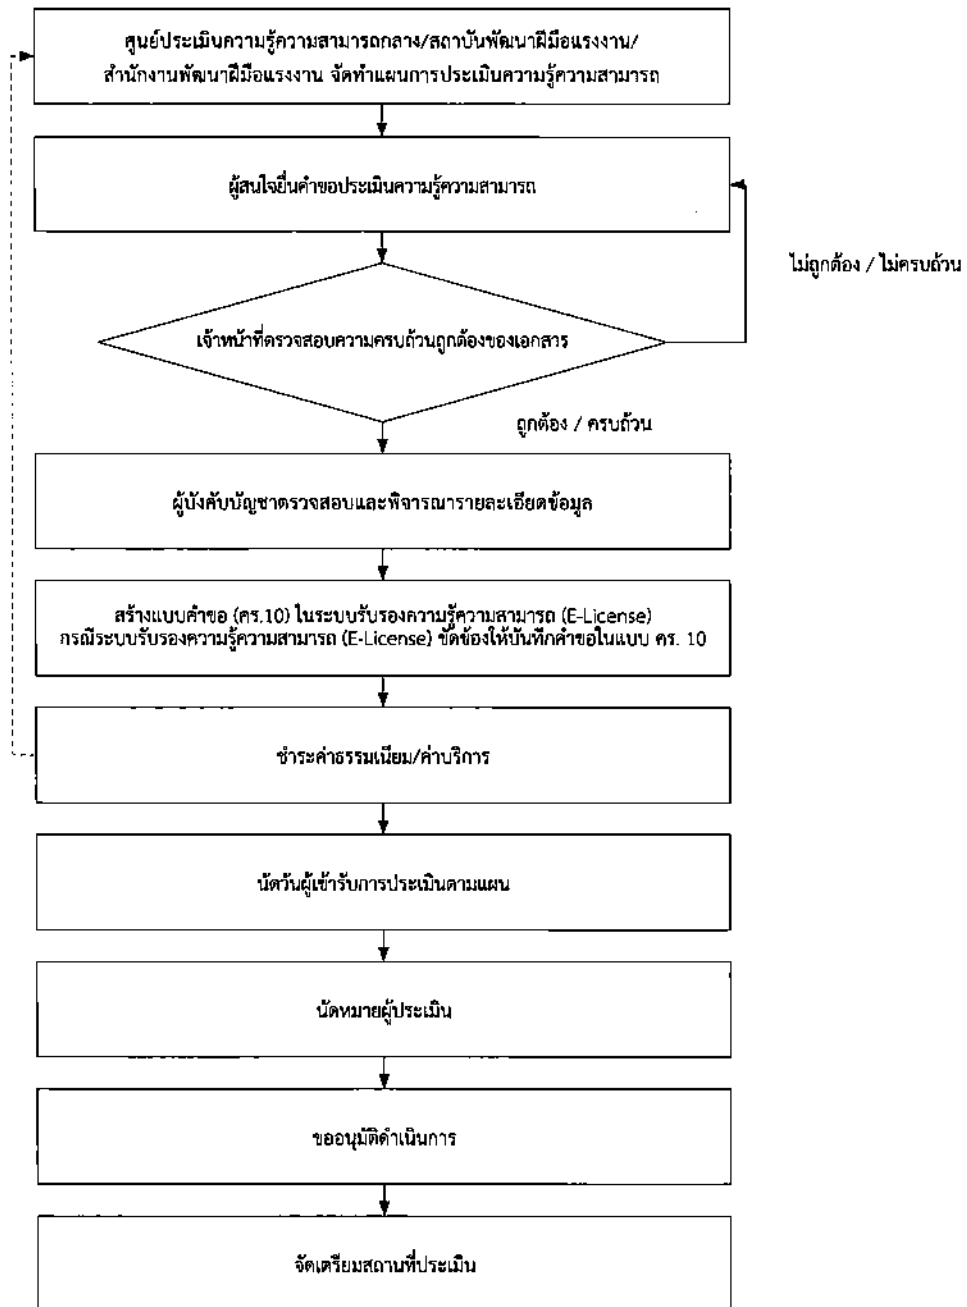 ศูนย์ประเมินความรู้ความสามารถกลาง/สถาบันพัฒนาฝีมือแรงงาน/
สำนักงานพัฒนาฝีมือแรงงาน จัดทำแผนการประเมินความรู้ความสามารถ
ผู้สนใจยื่นคำขอประเมินความรู้ความสามารถ
ไม่ถูกต้อง / ไม่ครบถ้วน
เจ้าหน้าที่ตรวจสอบความครบถ้วนถูกต้องของเอกสาร
ถูกต้อง / ครบถ้วน
ผู้บังคับบัญชาตรวจสอบและพิจารณารายละเอียดข้อมูล
สร้างแบบคำขอ (คร.10) ในระบบรับรองความรู้ความสามารถ (E-License)
กรณีระบบรับรองความรู้ความสามารถ (E-License) ขัดข้องให้บันทึกคำขอในแบบ คร. 10
ชำระค่าธรรมเนียม/ค่าบริการ
นัดวันผู้เข้ารับการประเมินตามแผน
นัดหมายผู้ประเมิน
ขออนุมัติดำเนินการ
จัดเตรียมสถานที่ประเมิน